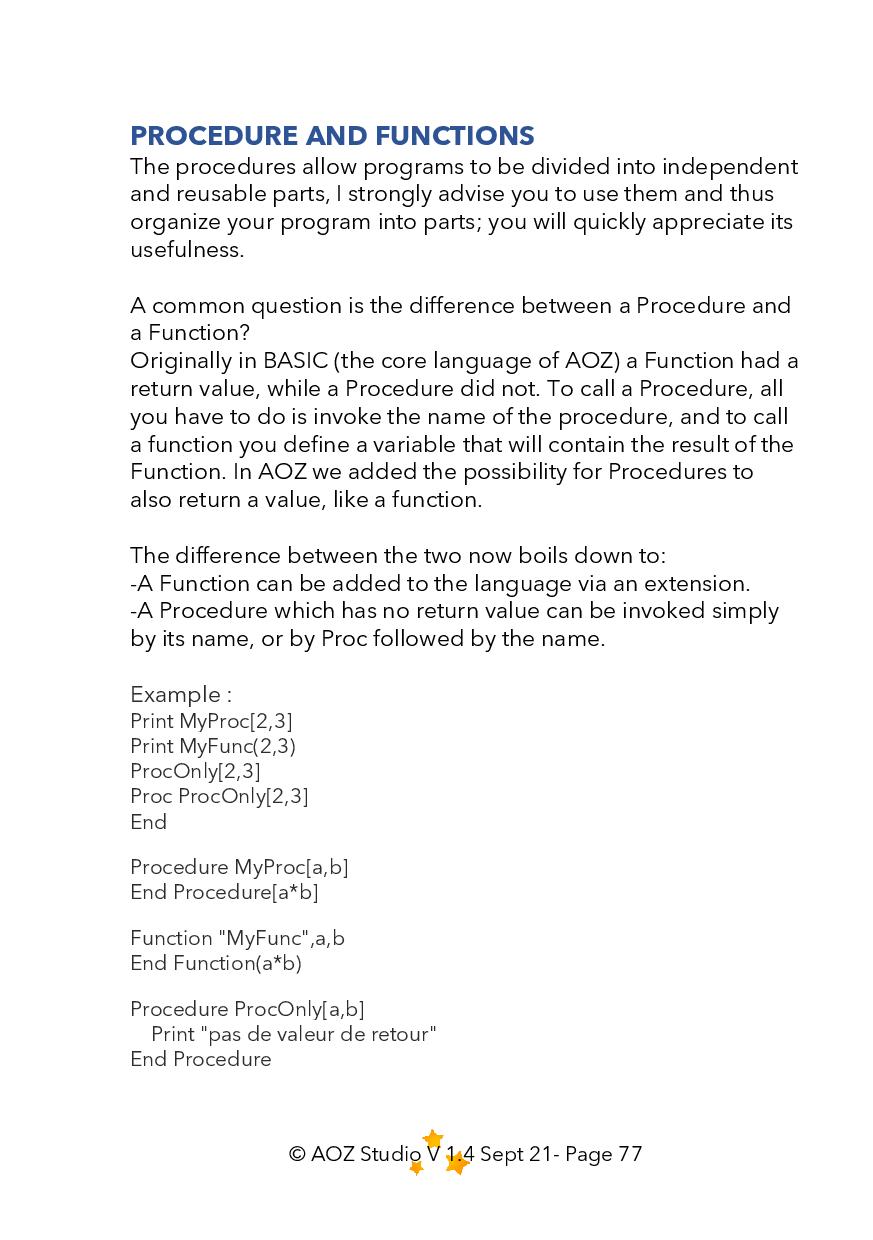 PROCEDURE AND FUNCTIONS
The procedures allow programs to be divided into independent
and reusable parts, I strongly advise you to use them and thus
organize your program into parts; you will quickly appreciate its
usefulness.
A common question is the difference between a Procedure and
a Function?
Originally in BASIC (the core language of AOZ) a Function had a
return value, while a Procedure did not. To call a Procedure, all
you have to do is invoke the name of the procedure, and to call
a function you define a variable that will contain the result of the
Function. In AOZ we added the possibility for Procedures to
also return a value, like a function.
The difference between the two now boils down to:
-A Function can be added to the language via an extension.
-A Procedure which has no return value can be invoked simply
by its name, or by Proc followed by the name.
Example :
Print MyProc[2,3]
Print MyFunc(2,3)
ProcOnly[2,3]
Proc ProcOnly[2,3]
End
Procedure MyProc[a,b]
End Procedure[a*b]
Function "MyFunc",a,b
End Function(a*b)
Procedure ProcOnly[a,b]
Print "pas de valeur de retour"
End Procedure
© AOZ Studio V 1.4 Sept 21- Page 77